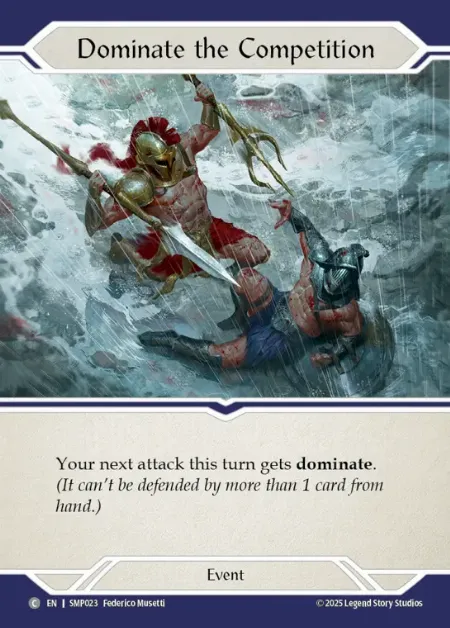 Dominate the Competition
Your next attack this turn gets dominate.
(It can't be defended by more than 1 card from
hand.)
Event
C EN | SMP023 Federico Musetti
© 2025 Legend Story Studios